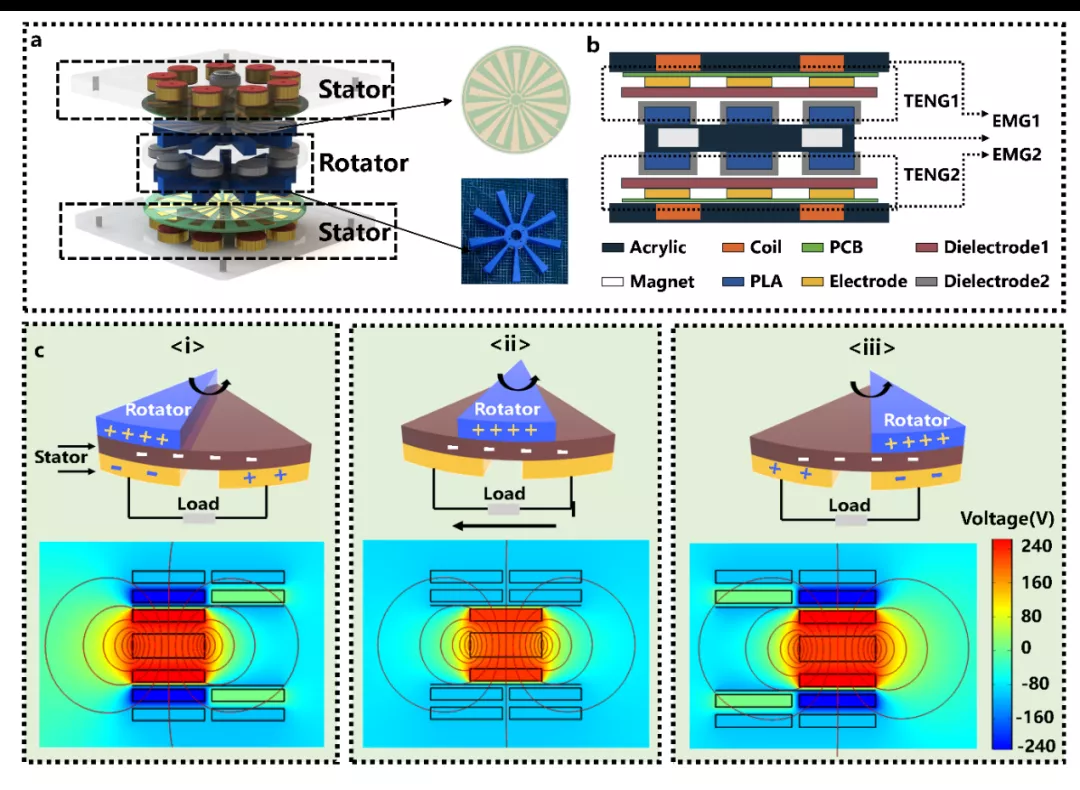 a
Stator
Rotator
Stator
b
TENG1
EMG1
EMG2
TENG2
Acrylic Coil PCB Dielectrode1
Magnet PLA Electrode Dielectrode2
c
<i>
Rotator
+ + + +
- - - -
Stator
- - + +
Load
<ii>
Rotator
+ + + +
- - - -
Load
<iii>
Rotator
+ + + +
- - - -
+ + - -
Load
Voltage(V)
240
160
80
0
-80
-160
-240